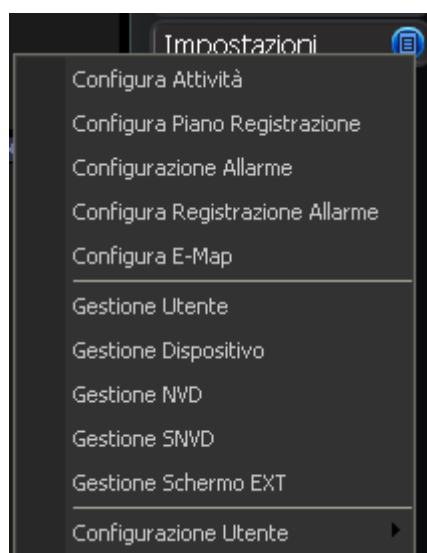 Impostazioni
Configura Attività
Configura Piano Registrazione
Configurazione Allarme
Configura Registrazione Allarme
Configura E-Map
Gestione Utente
Gestione Dispositivo
Gestione NVD
Gestione SNVD
Gestione Schermo EXT
Configurazione Utente